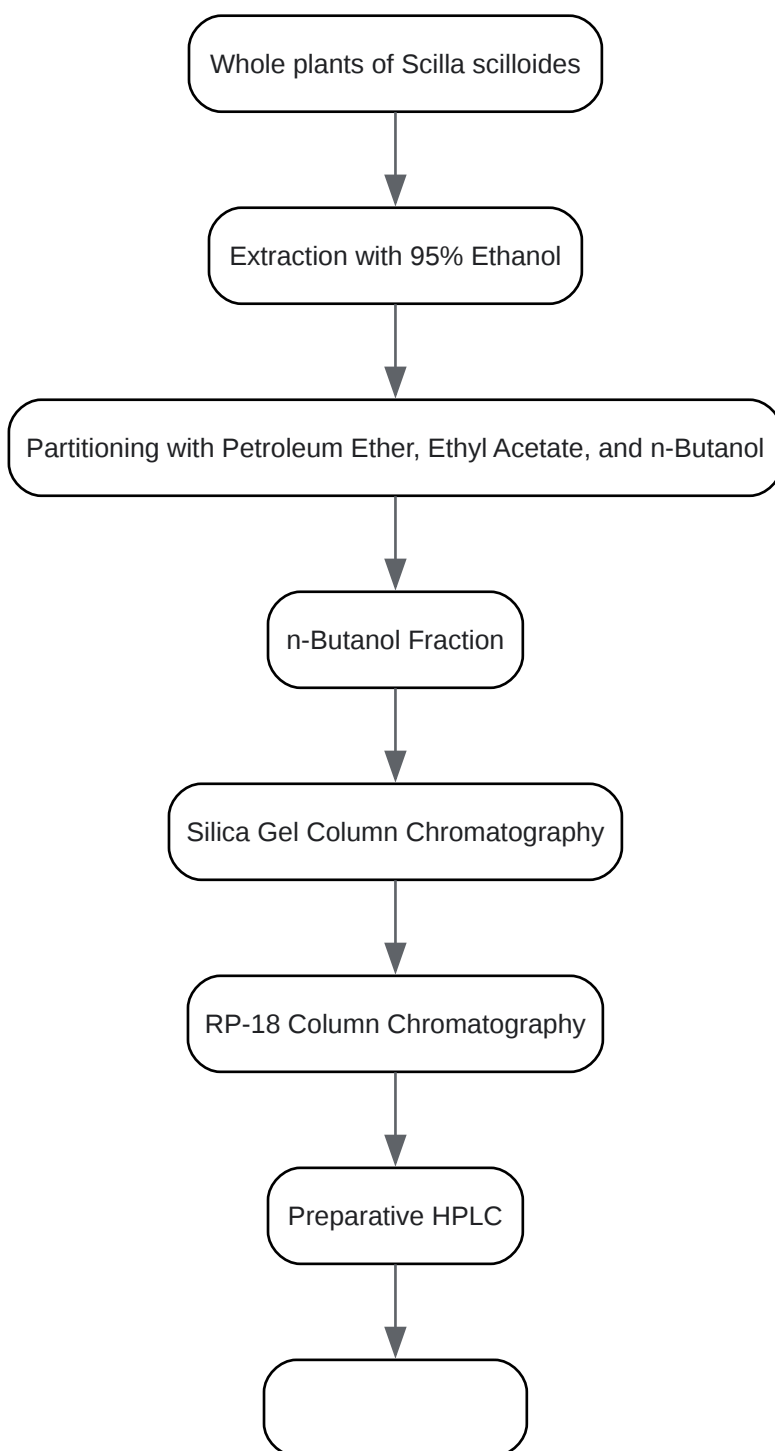 Whole plants of Scilla scilloides
Extraction with 95% Ethanol
Partitioning with Petroleum Ether, Ethyl Acetate, and n-Butanol
n-Butanol Fraction
Silica Gel Column Chromatography
RP-18 Column Chromatography
Preparative HPLC